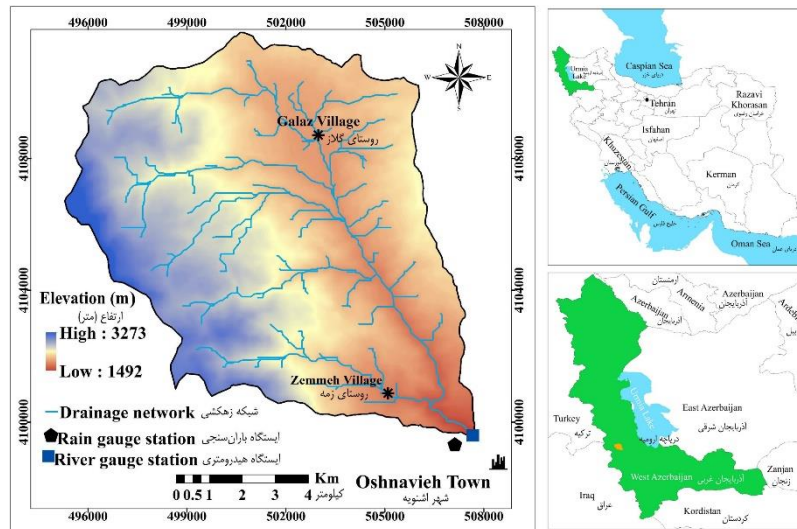 496000 499000 502000 505000 508000
4108000
4104000
4100000
N
W E
S
Galaz Village
روستای گلاز
Elevation (m)
ارتفاع (متر)
High : 3273
Low : 1492
Zemmeh Village
روستای زمه
Drainage network شبکه زهکشی
Rain gauge station ایستگاه باران‌سنجی
River gauge station ایستگاه هیدرومتری
Km
کیلومتر
0 0.5 1 2 3 4
Oshnavieh Town
شهر اشنویه
496000 499000 502000 505000 508000
4108000
4104000
4100000
Caspian Sea
دریای خزر
Urmia
Lake
Tehran
تهران
Razavi
Khorasan
خراسان رضوی
Isfahan
اصفهان
Khuzestan
خوزستان
Kerman
کرمان
Persian Gulf
خلیج فارس
Oman Sea
دریای عمان
ارمنستان
Armenia
Azerbaijan
آذربایجان
Azerbaijan
آذربایجان
Urmia Lake
دریاچه ارومیه
East Azerbaijan
آذربایجان شرقی
Turkey
ترکیه
West Azerbaijan آذربایجان غربی
Zanjan
زنجان
Iraq
عراق
Kordistan
کردستان